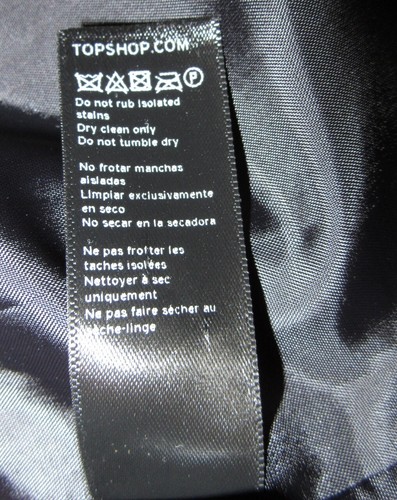 TOPSHOP.COM
P
Do not rub isolated
stains
Dry clean only
Do not tumble dry
No frotar manchas
aisladas
Limpiar exclusivamente
en seco
No secar en la secadora
Ne pas frotter les
taches isolées
Nettoyer à sec
uniquement
Ne pas faire sécher au
sèche-linge